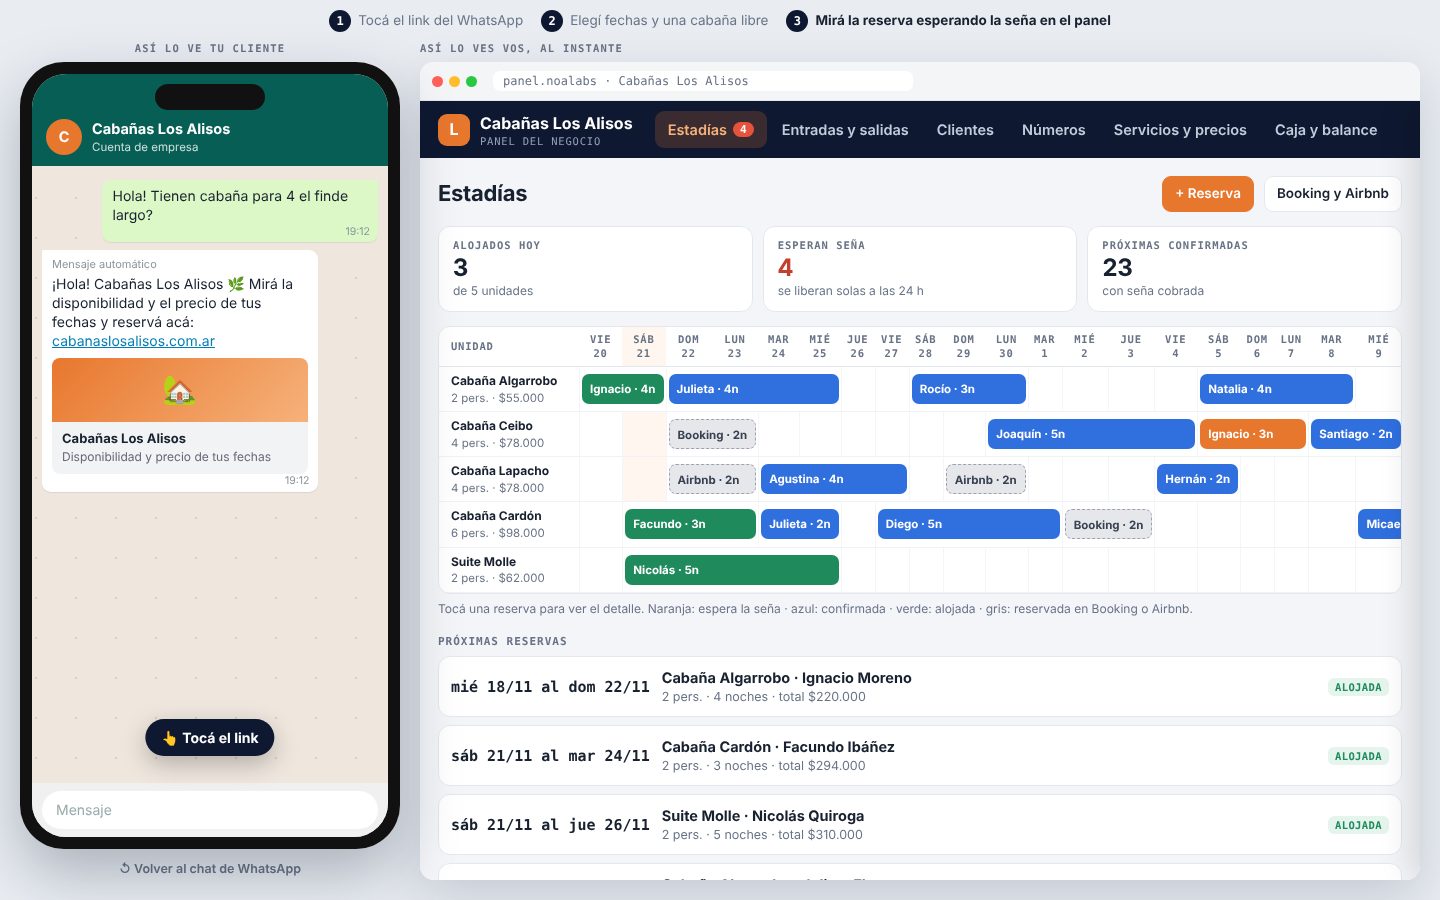 1 Tocá el link del WhatsApp 2 Elegí fechas y una cabaña libre 3 Mirá la reserva esperando la seña en el panel
ASÍ LO VE TU CLIENTE
C
Cabañas Los Alisos
Cuenta de empresa
Hola! Tienen cabaña para 4 el finde
largo?
19:12
Mensaje automático
¡Hola! Cabañas Los Alisos 🌿 Mirá la
disponibilidad y el precio de tus
fechas y reservá acá:
cabanaslosalisos.com.ar
Cabañas Los Alisos
Disponibilidad y precio de tus fechas
19:12
👆 Tocá el link
Mensaje
↺ Volver al chat de WhatsApp
ASÍ LO VES VOS, AL INSTANTE
panel.noalabs · Cabañas Los Alisos
L
Cabañas Los Alisos
PANEL DEL NEGOCIO
Estadías 4 Entradas y salidas Clientes Números Servicios y precios Caja y balance
Estadías
+ Reserva Booking y Airbnb
ALOJADOS HOY
3
de 5 unidades
ESPERAN SEÑA
4
se liberan solas a las 24 h
PRÓXIMAS CONFIRMADAS
23
con seña cobrada
UNIDAD VIE 20 SÁB 21 DOM 22 LUN 23 MAR 24 MIÉ 25 JUE 26 VIE 27 SÁB 28 DOM 29 LUN 30 MAR 1 MIÉ 2 JUE 3 VIE 4 SÁB 5 DOM 6 LUN 7 MAR 8 MIÉ 9
Cabaña Algarrobo
2 pers. · $55.000
Ignacio · 4n Julieta · 4n Rocío · 3n Natalia · 4n
Cabaña Ceibo
4 pers. · $78.000
Booking · 2n Joaquín · 5n Ignacio · 3n Santiago · 2n
Cabaña Lapacho
4 pers. · $78.000
Airbnb · 2n Agustina · 4n Airbnb · 2n Hernán · 2n
Cabaña Cardón
6 pers. · $98.000
Facundo · 3n Julieta · 2n Diego · 5n Booking · 2n Micae
Suite Molle
2 pers. · $62.000
Nicolás · 5n
Tocá una reserva para ver el detalle. Naranja: espera la seña · azul: confirmada · verde: alojada · gris: reservada en Booking o Airbnb.
PRÓXIMAS RESERVAS
mié 18/11 al dom 22/11
Cabaña Algarrobo · Ignacio Moreno
2 pers. · 4 noches · total $220.000
ALOJADA
sáb 21/11 al mar 24/11
Cabaña Cardón · Facundo Ibáñez
2 pers. · 3 noches · total $294.000
ALOJADA
sáb 21/11 al jue 26/11
Suite Molle · Nicolás Quiroga
2 pers. · 5 noches · total $310.000
ALOJADA